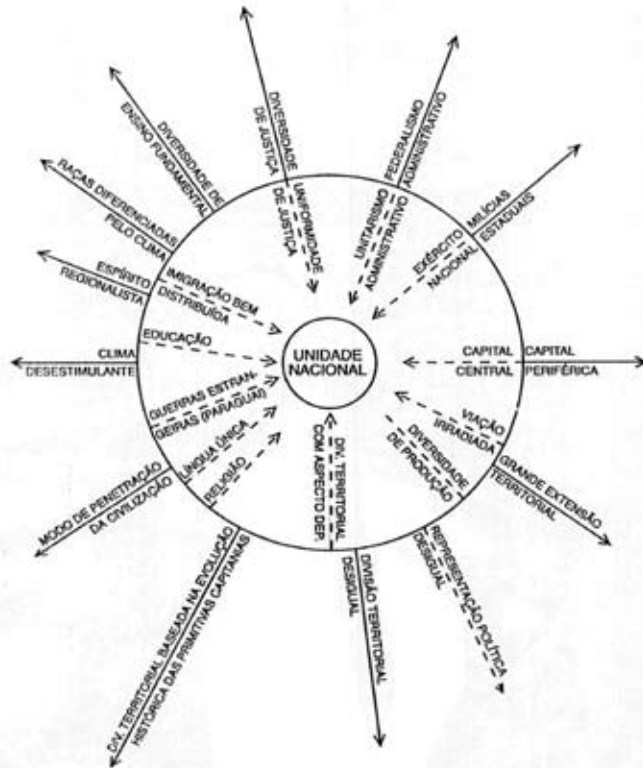 DIVERSIDADE
DE JUSTIÇA
UNIFORMIDADE
DE JUSTIÇA
FEDERALISMO
ADMINISTRATIVO
UNITARISMO
ADMINISTRATIVO
MILÍCIAS
ESTADUAIS
EXÉRCITO
NACIONAL
CAPITAL
CENTRAL
CAPITAL
PERIFÉRICA
VIAÇÃO
IRRADIADA
GRANDE EXTENSÃO
TERRITORIAL
DIVERSIDADE
DE PRODUÇÃO
REPRESENTAÇÃO POLÍTICA
DESIGUAL
DIV. TERRITORIAL
COM ASPECTO DEP.
DIVISÃO TERRITORIAL
DESIGUAL
RELIGIÃO
DIV. TERRITORIAL BASEADA NA EVOLUÇÃO
HISTÓRICA DAS PRIMITIVAS CAPITANIAS
LÍNGUA ÚNICA
MODO DE PENETRAÇÃO
DA CIVILIZAÇÃO
GUERRAS ESTRAN-
GEIRAS (PARAGUAI)
EDUCAÇÃO
CLIMA
DESESTIMULANTE
IMIGRAÇÃO BEM
DISTRIBUÍDA
ESPÍRITO
REGIONALISTA
RAÇAS DIFERENCIADAS
PELO CLIMA
DIVERSIDADE DE
ENSINO FUNDAMENTAL
UNIDADE
NACIONAL